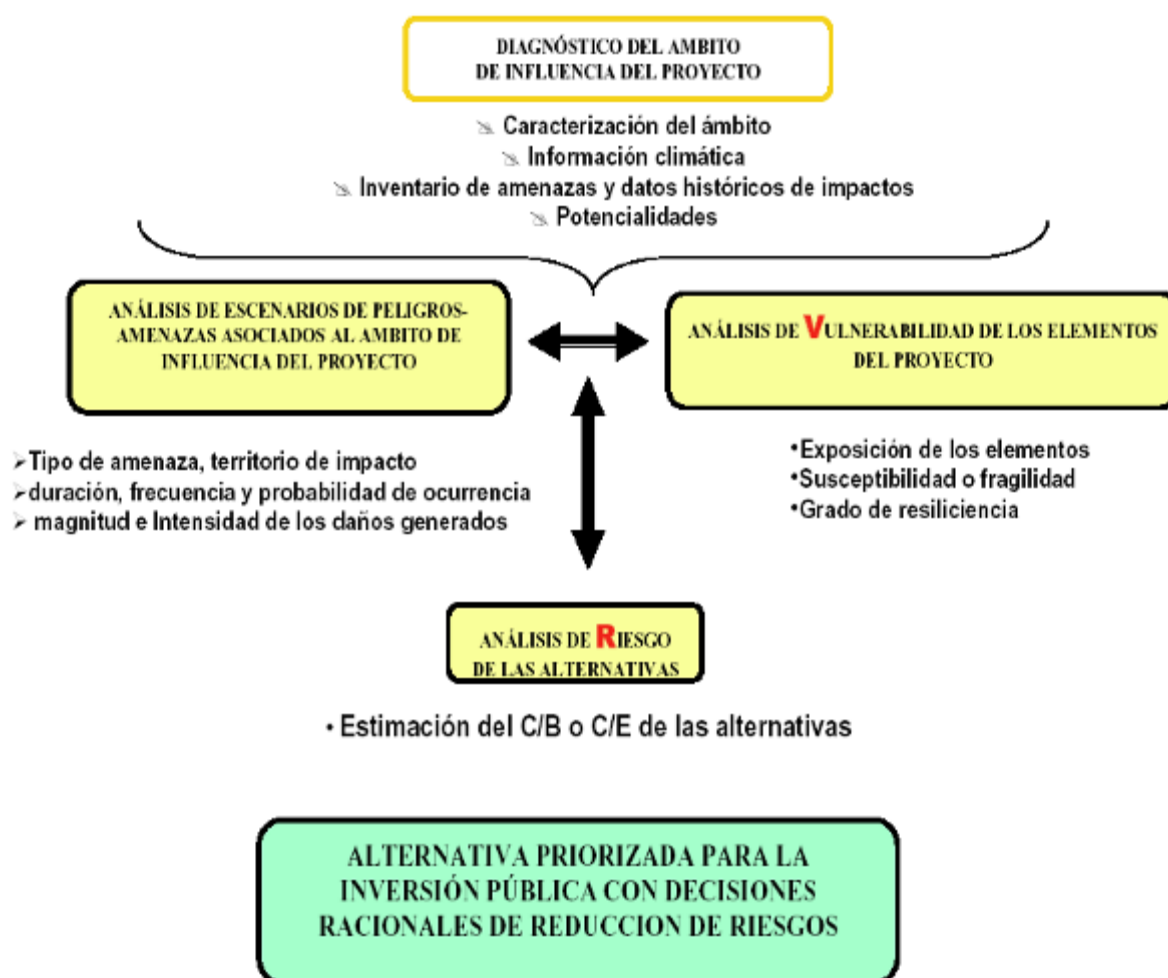 DIAGNÓSTICO DEL AMBITO
DE INFLUENCIA DEL PROYECTO
Caracterización del ámbito
Información climática
Inventario de amenazas y datos históricos de impactos
Potencialidades
ANÁLISIS DE ESCENARIOS DE PELIGROS-
AMENAZAS ASOCIADOS AL AMBITO DE
INFLUENCIA DEL PROYECTO
ANÁLISIS DE VULNERABILIDAD DE LOS ELEMENTOS
DEL PROYECTO
➢Tipo de amenaza, territorio de impacto
➢duración, frecuencia y probabilidad de ocurrencia
➢ magnitud e Intensidad de los daños generados
•Exposición de los elementos
•Susceptibilidad o fragilidad
•Grado de resiliciencia
ANÁLISIS DE RIESGO
DE LAS ALTERNATIVAS
• Estimación del C/B o C/E de las alternativas
ALTERNATIVA PRIORIZADA PARA LA
INVERSIÓN PÚBLICA CON DECISIONES
RACIONALES DE REDUCCION DE RIESGOS